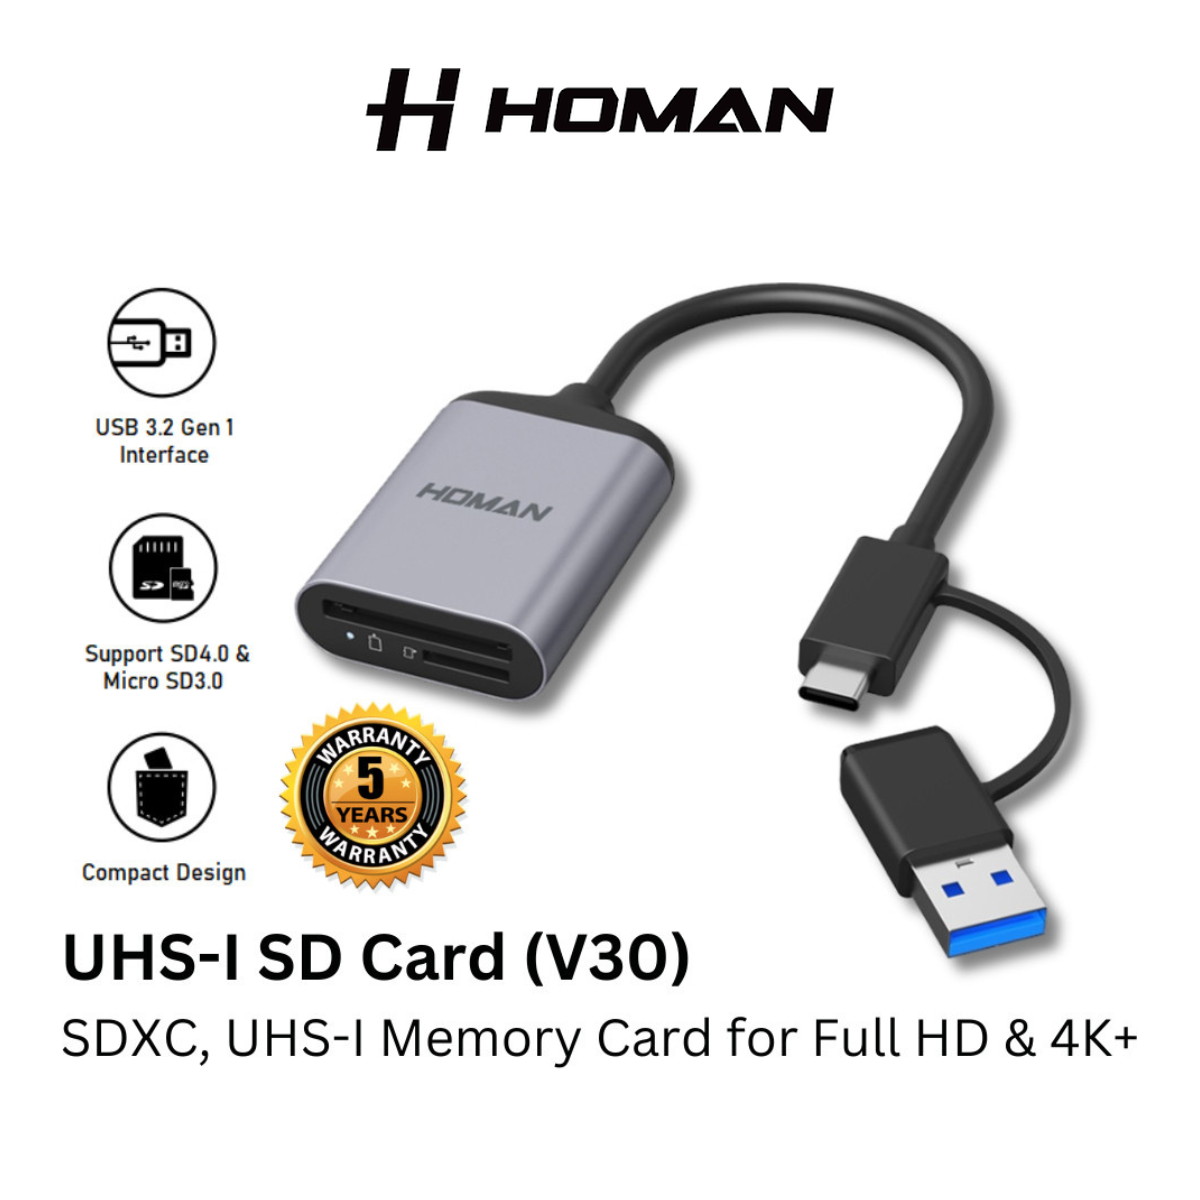 HOMAN
USB 3.2 Gen 1
Interface
SD
Support SD4.0 &
Micro SD3.0
Compact Design
HOMAN
WARRANTY
5
YEARS
WARRANTY
UHS-I SD Card (V30)
SDXC, UHS-I Memory Card for Full HD & 4K+